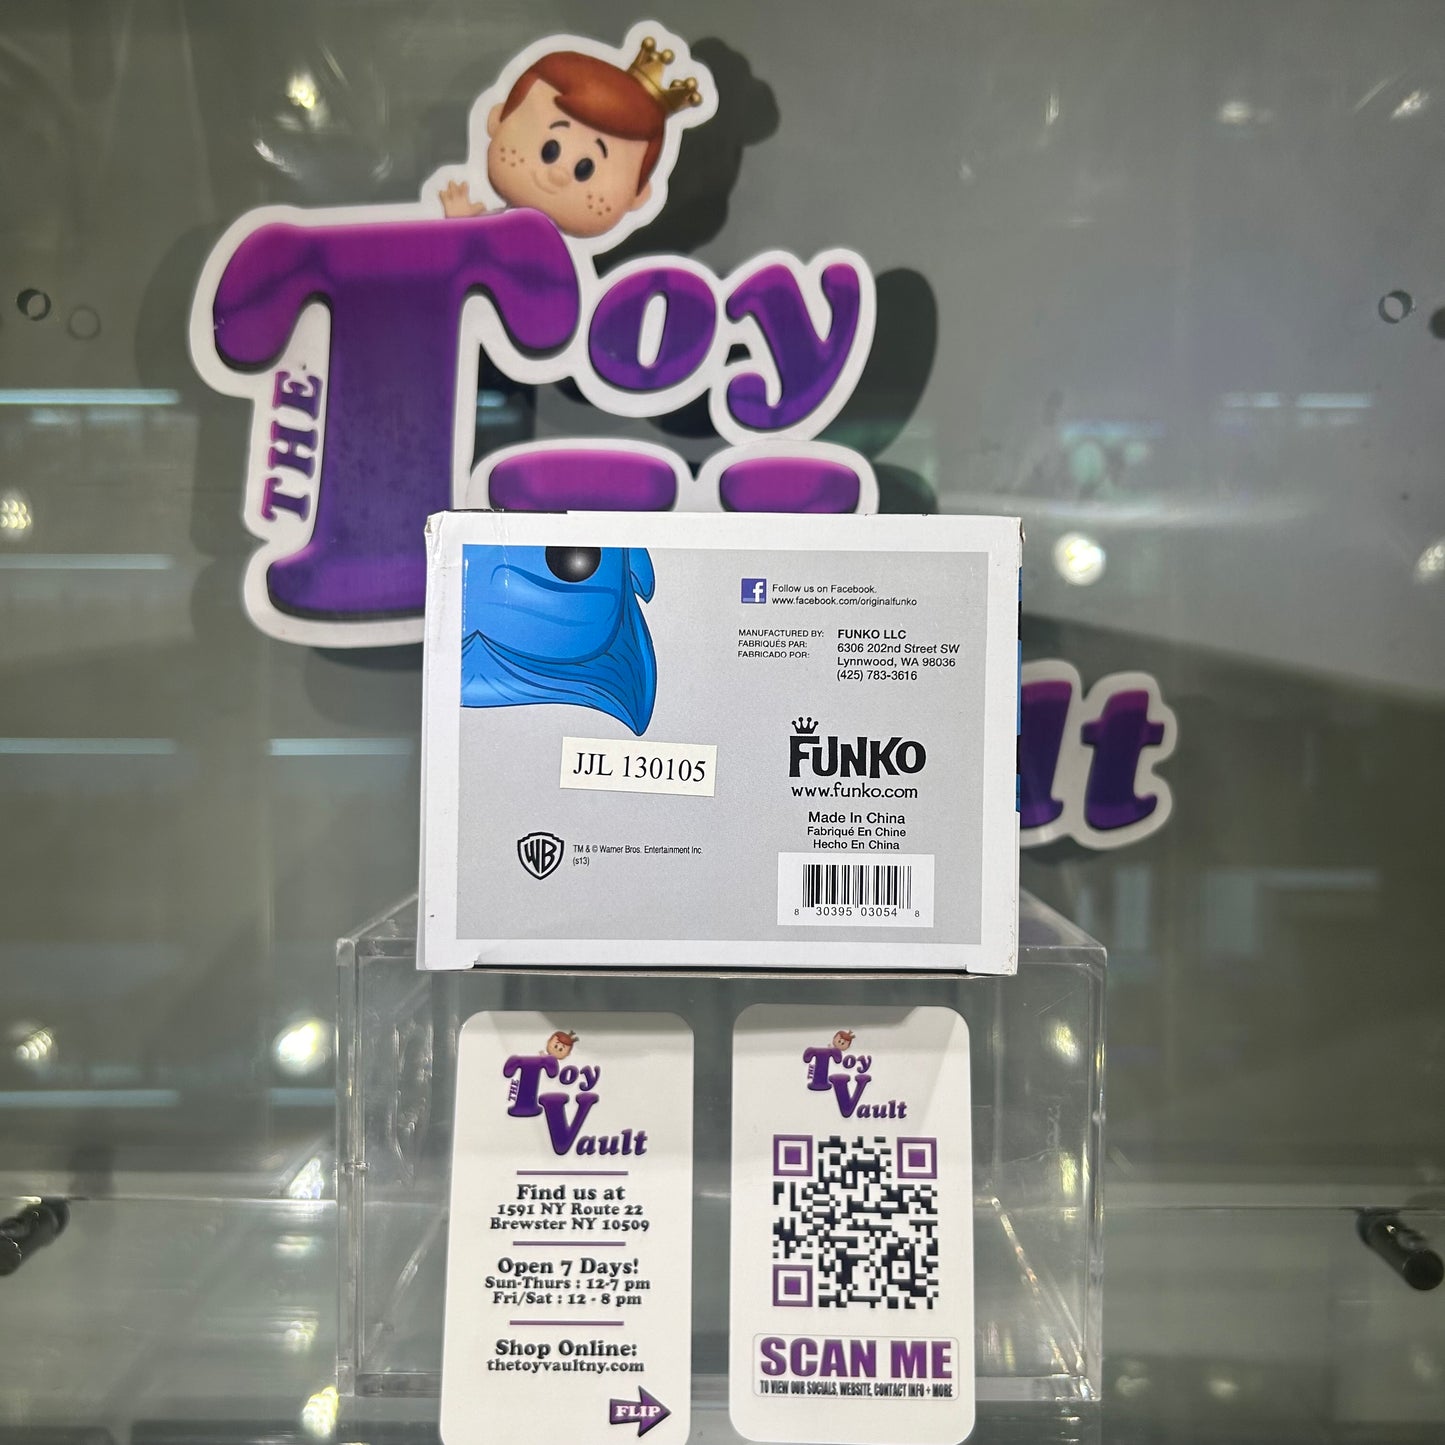 THE Toy
ult
Follow us on Facebook.
www.facebook.com/originalfunko
MANUFACTURED BY: FUNKO LLC
FABRIQUÉS PAR: 6306 202nd Street SW
FABRICADO POR: Lynnwood, WA 98036
(425) 783-3616
FUNKO
www.funko.com
JJL 130105
Made In China
Fabriqué En Chine
Hecho En China
WB
TM & © Warner Bros. Entertainment Inc.
(s13)
8 30395 03054 8
THE Toy
Vault
Find us at
1591 NY Route 22
Brewster NY 10509
Open 7 Days!
Sun-Thurs : 12-7 pm
Fri/Sat : 12 - 8 pm
Shop Online:
thetoyvaultny.com
FLIP
THE Toy
Vault
SCAN ME
TO VIEW OUR SOCIALS, WEBSITE, CONTACT INFO + MORE